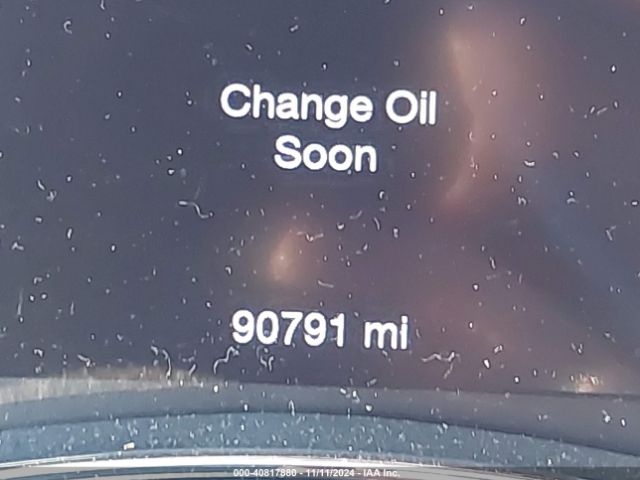 Change Oil
Soon
90791 mi
000-40817880 - 11/11/2024 - IAA Inc.